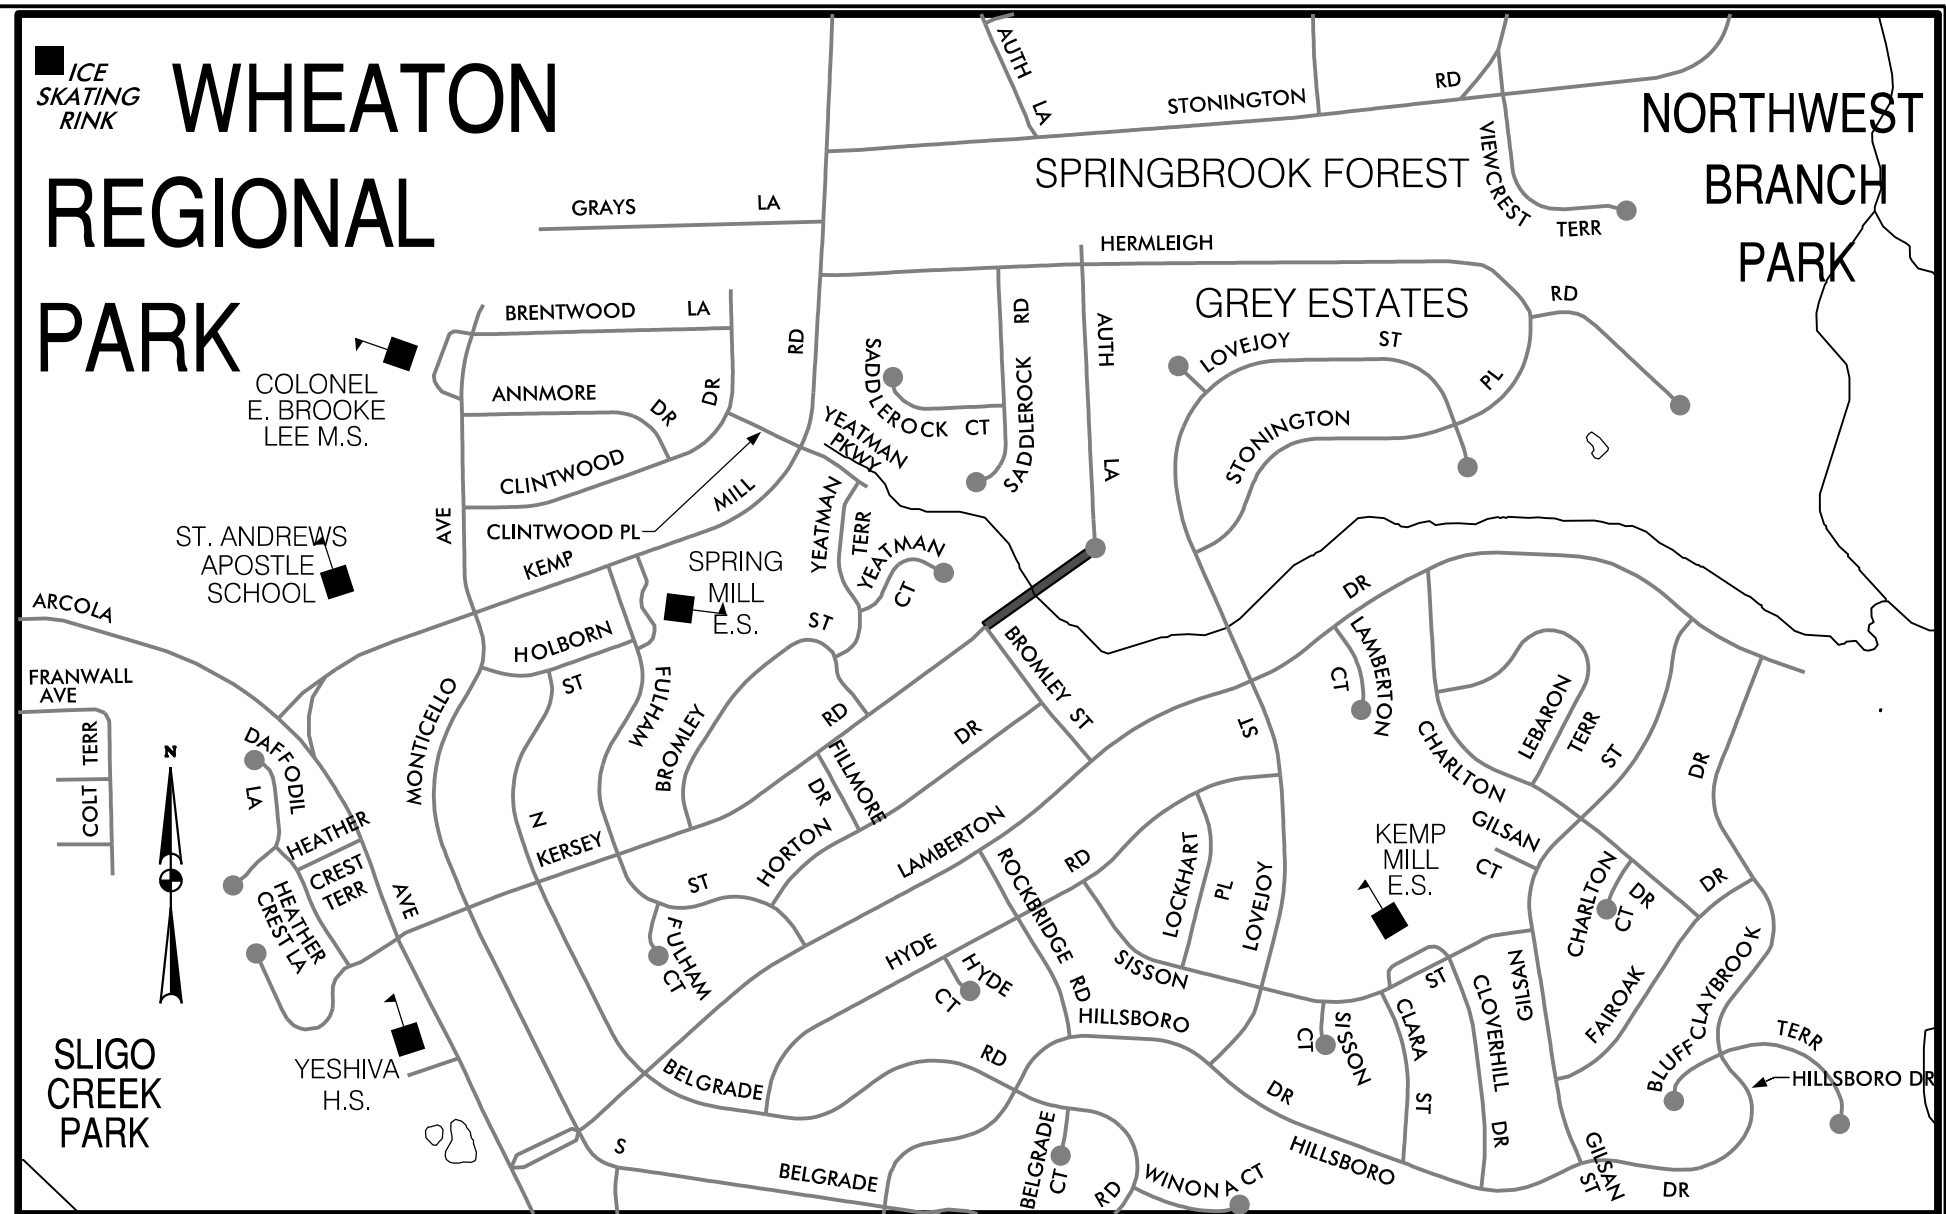 ICE
SKATING
RINK
WHEATON
REGIONAL
PARK
AUTH
LA
STONINGTON
RD
NORTHWEST
BRANCH
PARK
VIEWCREST
TERR
SPRINGBROOK FOREST
GRAYS
LA
HERMLEIGH
RD
GREY ESTATES
BRENTWOOD
LA
RD
SADDLEROCK
RD
AUTH
LA
LOVEJOY
ST
PL
STONINGTON
COLONEL
E. BROOKE
LEE M.S.
ANNMORE
DR
DR
SADDLEROCK
CT
YEATMAN
PKWY
CLINTWOOD
MILL
AVE
CLINTWOOD PL
KEMP
YEATMAN
TERR
YEATMAN
CT
ST. ANDREWS
APOSTLE
SCHOOL
SPRING
MILL
E.S.
ARCOLA
HOLBORN
ST
ST
BROMLEY
ST
DR
LAMBERTON
CT
FRANWALL
AVE
TERR
COLT
N
DAFFODIL
LA
MONTICELLO
FULHAM
BROMLEY
RD
FILLMORE
DR
DR
ST
CHARLTON
LEBARON
TERR
ST
DR
HEATHER
CREST
TERR
HEATHER
CREST LA
AVE
N
KERSEY
HORTON
ST
LAMBERTON
ROCKBRIDGE
RD
RD
LOCKHART
PL
LOVEJOY
KEMP
MILL
E.S.
GILSAN
CT
CHARLTON
CT
DR
DR
FULHAM
CT
HYDE
HYDE
CT
SISSON
ST
GILSAN
FAIROAK
CLAYBROOK
YESHIVA
H.S.
SLIGO
CREEK
PARK
BELGRADE
RD
HILLSBORO
DR
SISSON
CT
CLARA
ST
CLOVERHILL
DR
BLUFF
TERR
HILLSBORO DR
S
BELGRADE
BELGRADE
CT
RD
WINONA CT
HILLSBORO
GILSAN
ST
DR